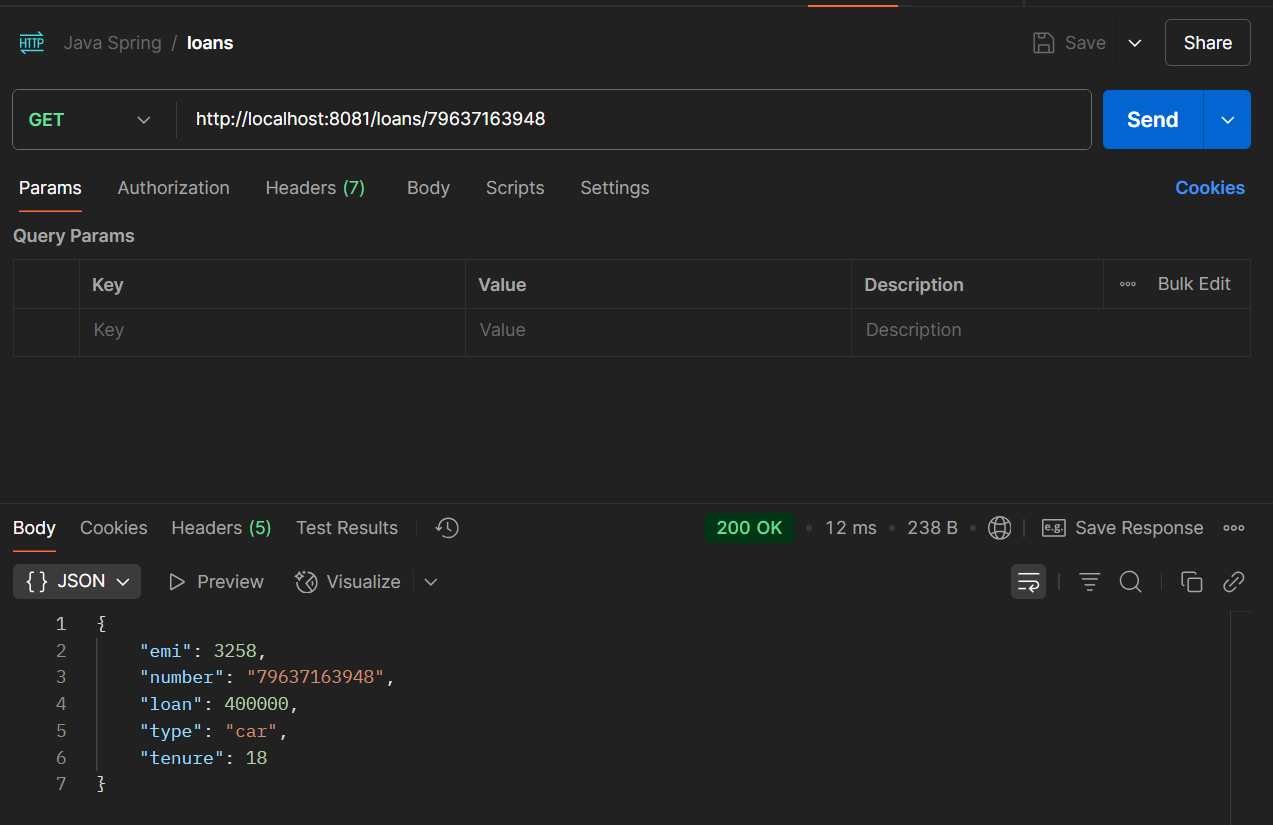 HTTP Java Spring / loans Save Share
GET http://localhost:8081/loans/79637163948 Send
Params Authorization Headers (7) Body Scripts Settings Cookies
Query Params
Key Value Description Bulk Edit
Key Value Description
Body Cookies Headers (5) Test Results 200 OK • 12 ms • 238 B • e.g. Save Response
{} JSON Preview Visualize
1 {
2 "emi": 3258,
3 "number": "79637163948",
4 "loan": 400000,
5 "type": "car",
6 "tenure": 18
7 }